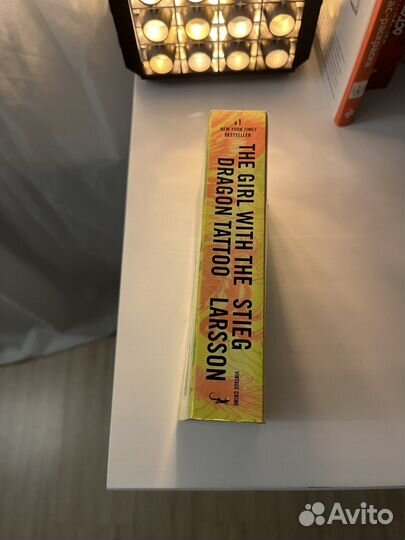 #1
NEW YORK TIMES
BESTSELLER
THE GIRL WITH THE
DRAGON TATTOO
STIEG
LARSSON
VINTAGE CRIME
Avito